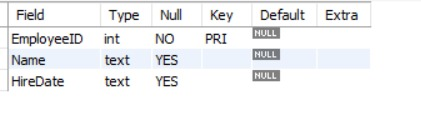 Field Type Null Key Default Extra
EmployeeID int NO PRI NULL
Name text YES NULL
HireDate text YES NULL